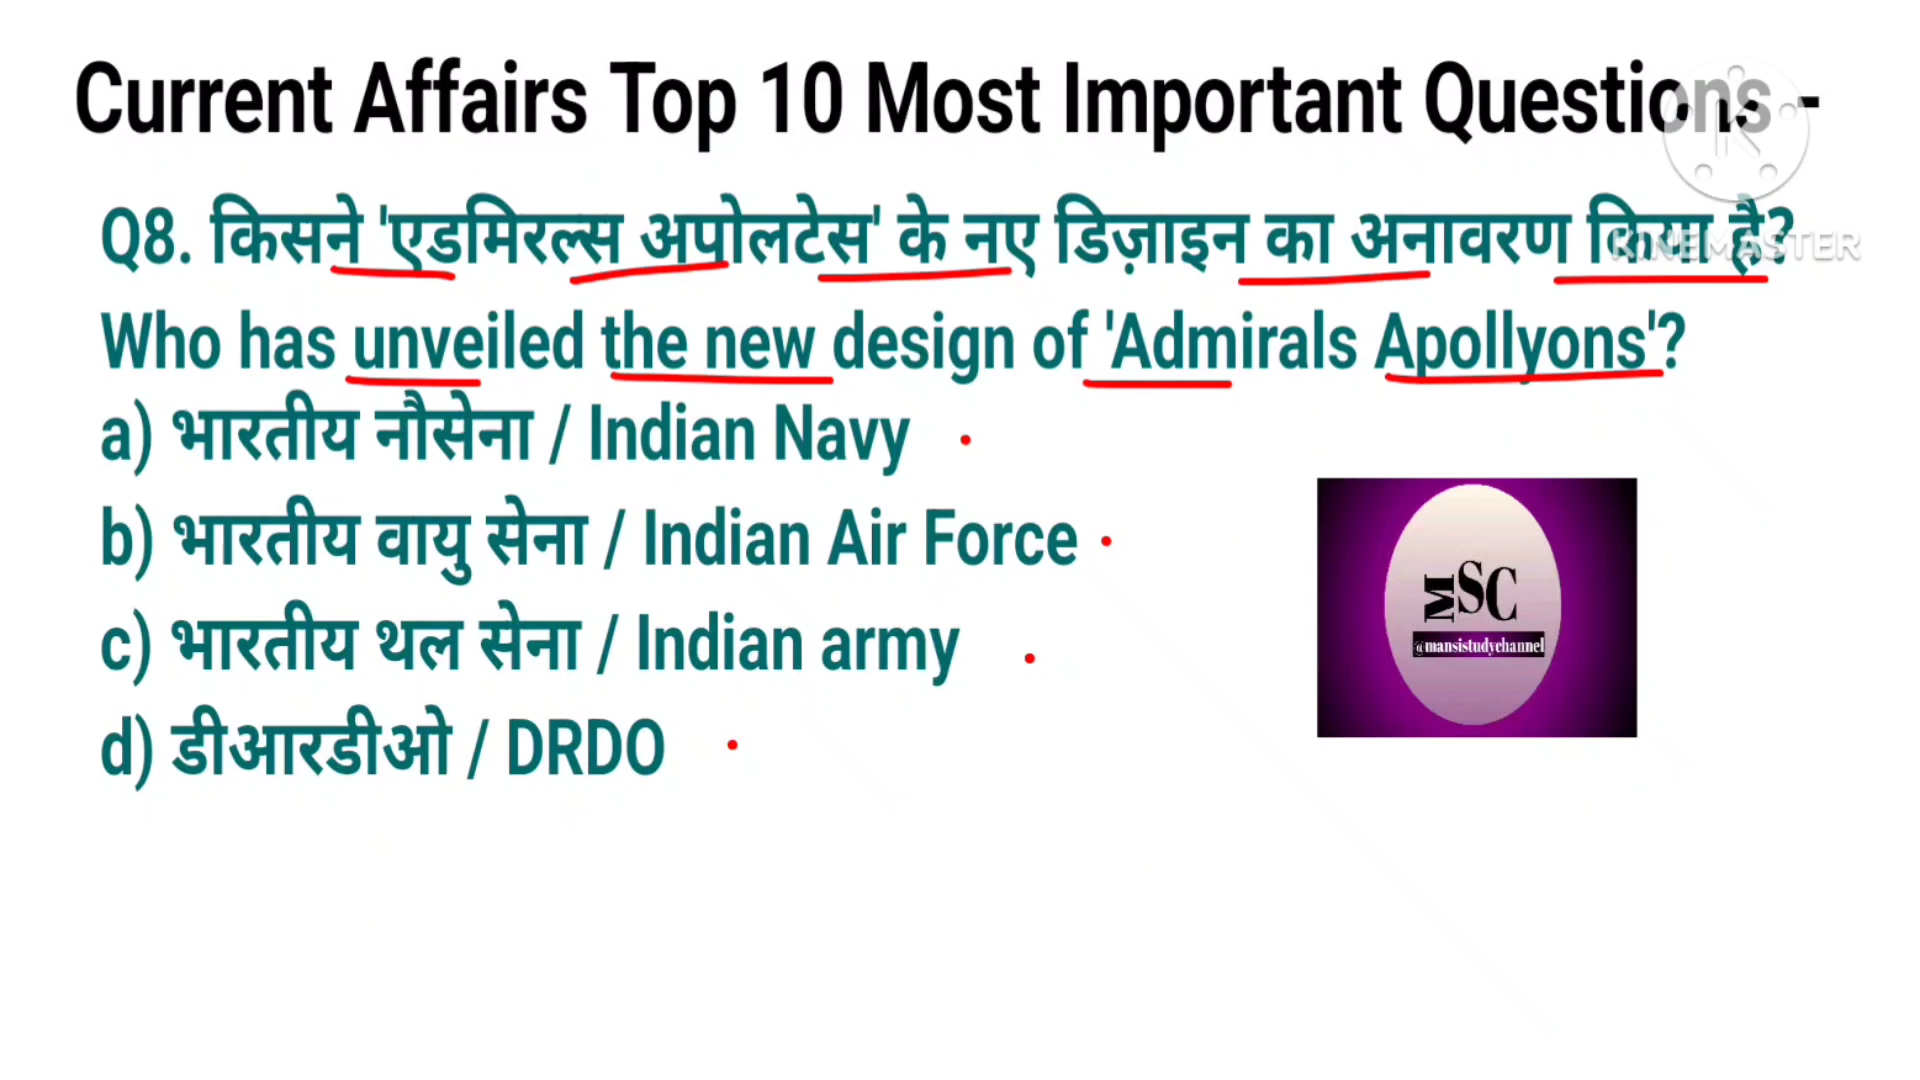 Current Affairs Top 10 Most Important Questions -
Q8. किसने 'एडमिरल्स अपोलटेस' के नए डिज़ाइन का अनावरण किया है?
KINEMASTER
Who has unveiled the new design of 'Admirals Apollyons'?
a) भारतीय नौसेना / Indian Navy
b) भारतीय वायु सेना / Indian Air Force
c) भारतीय थल सेना / Indian army
d) डीआरडीओ / DRDO
MSC
@mansistudychannel